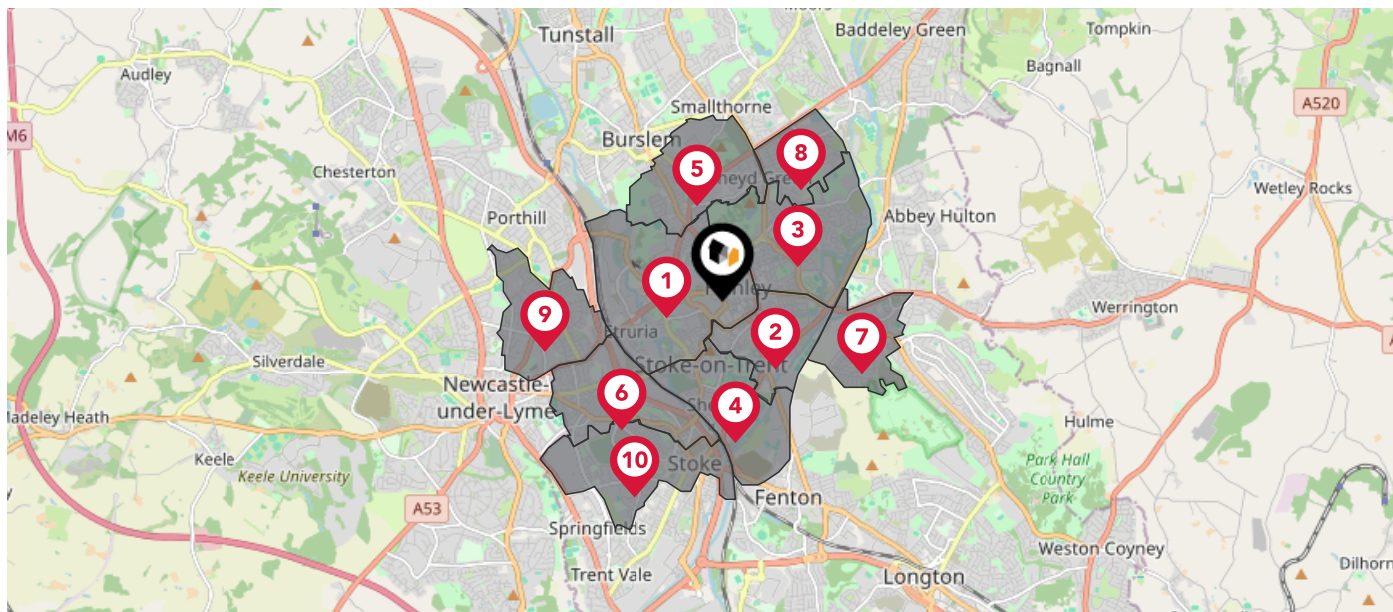 Tunstall
Baddeley Green
Tompkin
Audley
Bagnall
A520
M6
Smallthorne
Burslem
8
5
Chesterton
Wetley Rocks
Porthill
Abbey Hulton
3
1
Werrington
9
Etruria
2
7
Silverdale
Stoke-on-Trent
Newcastle-
under-Lyme
6
4
Madeley Heath
Hulme
Keele
10
Stoke
Park Hall
Country
Park
Keele University
A53
Fenton
Springfields
Weston Coyney
Trent Vale
Longton